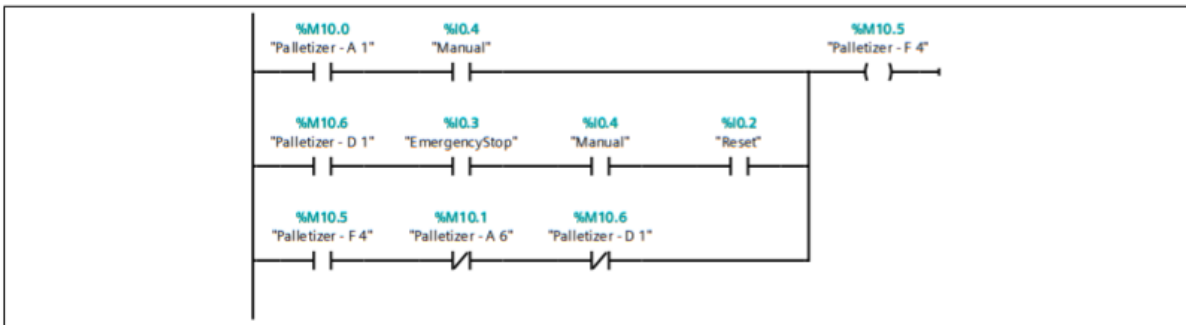 %M10.0 %I0.4 %M10.5
"Palletizer - A 1" "Manual" "Palletizer - F 4"
%M10.6 %I0.3 %I0.4 %I0.2
"Palletizer - D 1" "EmergencyStop" "Manual" "Reset"
%M10.5 %M10.1 %M10.6
"Palletizer - F 4" "Palletizer - A 6" "Palletizer - D 1"